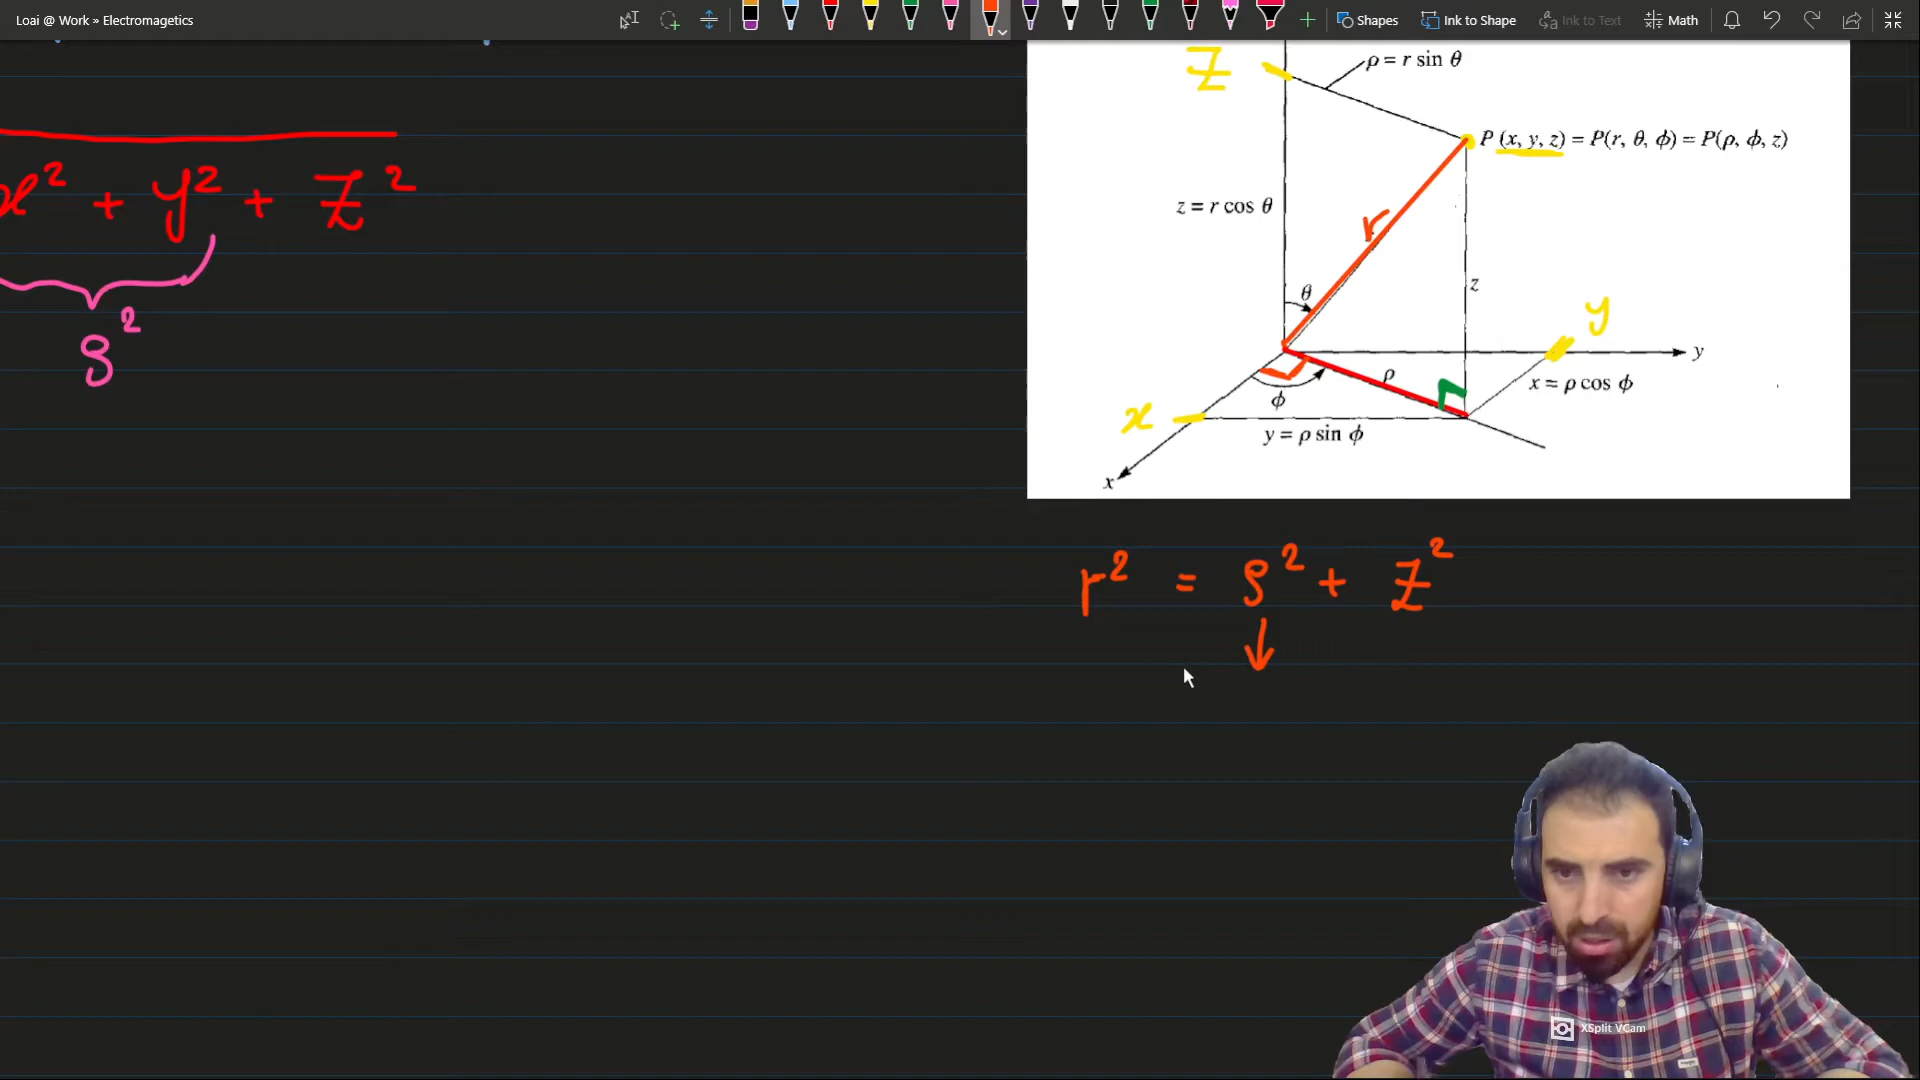 Loai @ Work » Electromagetics
Shapes
Ink to Shape
Ink to Text
Math
x² + y² + z²
ρ²
z
ρ = r sin θ
P (x, y, z) = P(r, θ, ϕ) = P(ρ, ϕ, z)
z = r cos θ
r
θ
z
y
y
ρ
x = ρ cos ϕ
ϕ
x
y = ρ sin ϕ
x
r² = ρ² + z²
XSplit VCam